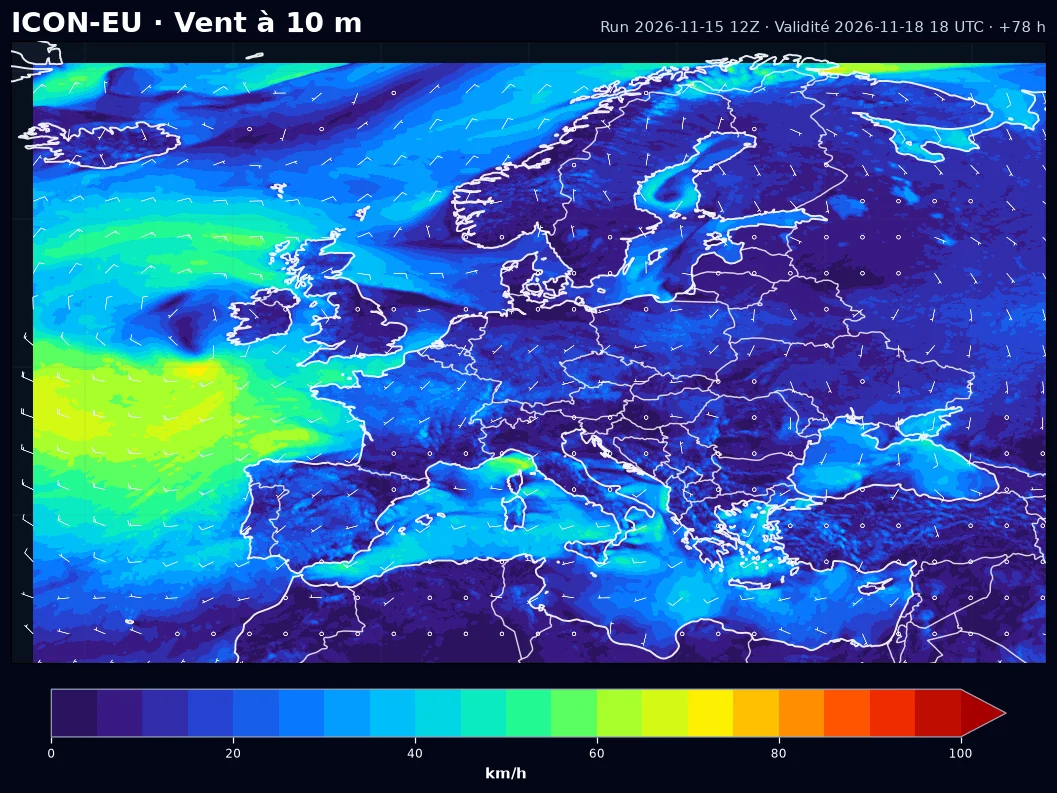 ICON-EU · Vent à 10 m
Run 2026-11-15 12Z · Validité 2026-11-18 18 UTC · +78 h
0 20 40 60 80 100
km/h